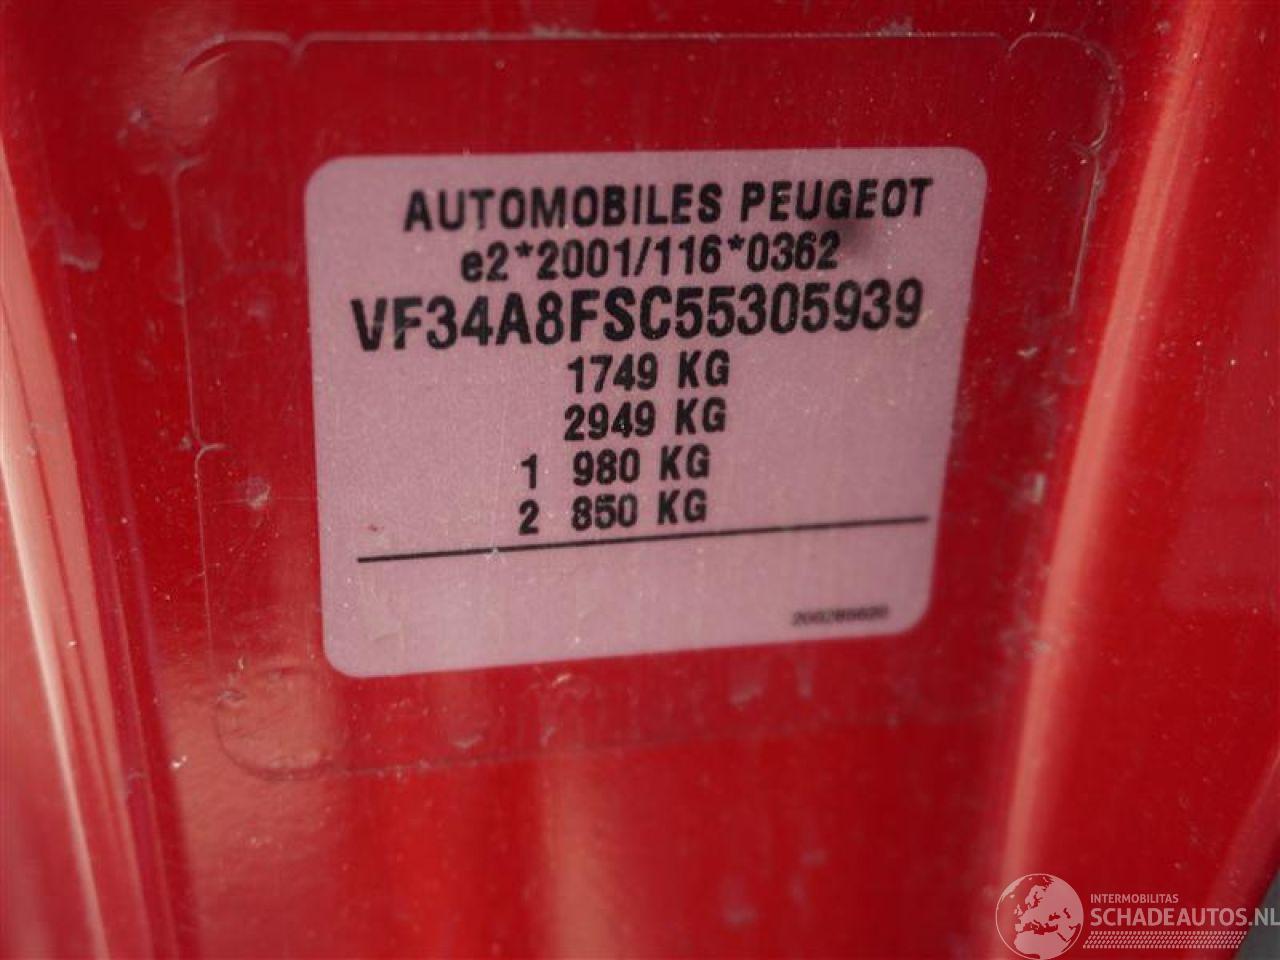 AUTOMOBILES PEUGEOT
e2*2001/116*0362
VF34A8FSC55305939
1749 KG
2949 KG
1 980 KG
2 850 KG
INTERMOBILITAS
SCHADEAUTOS.NL